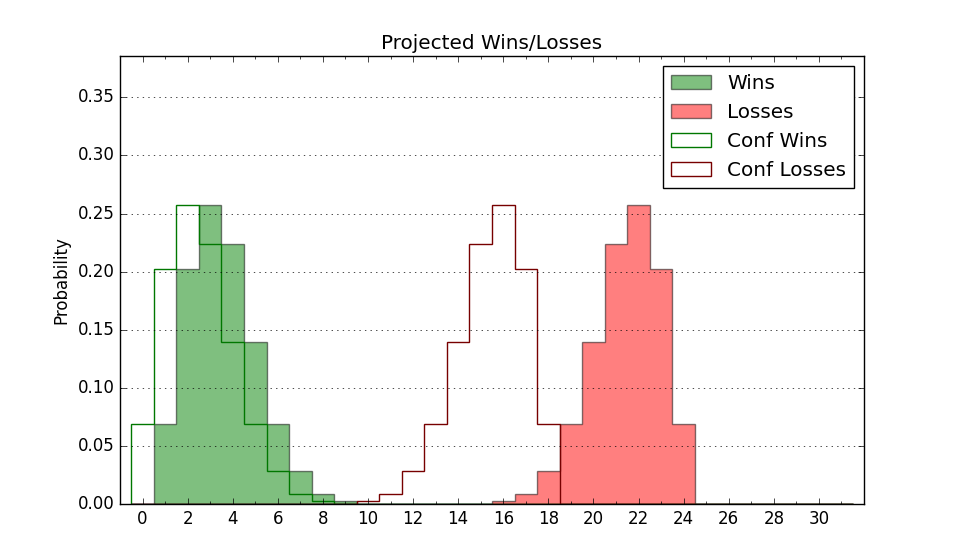 Projected Wins/Losses
Wins
Losses
Conf Wins
Conf Losses
Probability
0.35
0.30
0.25
0.20
0.15
0.10
0.05
0.00
0 2 4 6 8 10 12 14 16 18 20 22 24 26 28 30